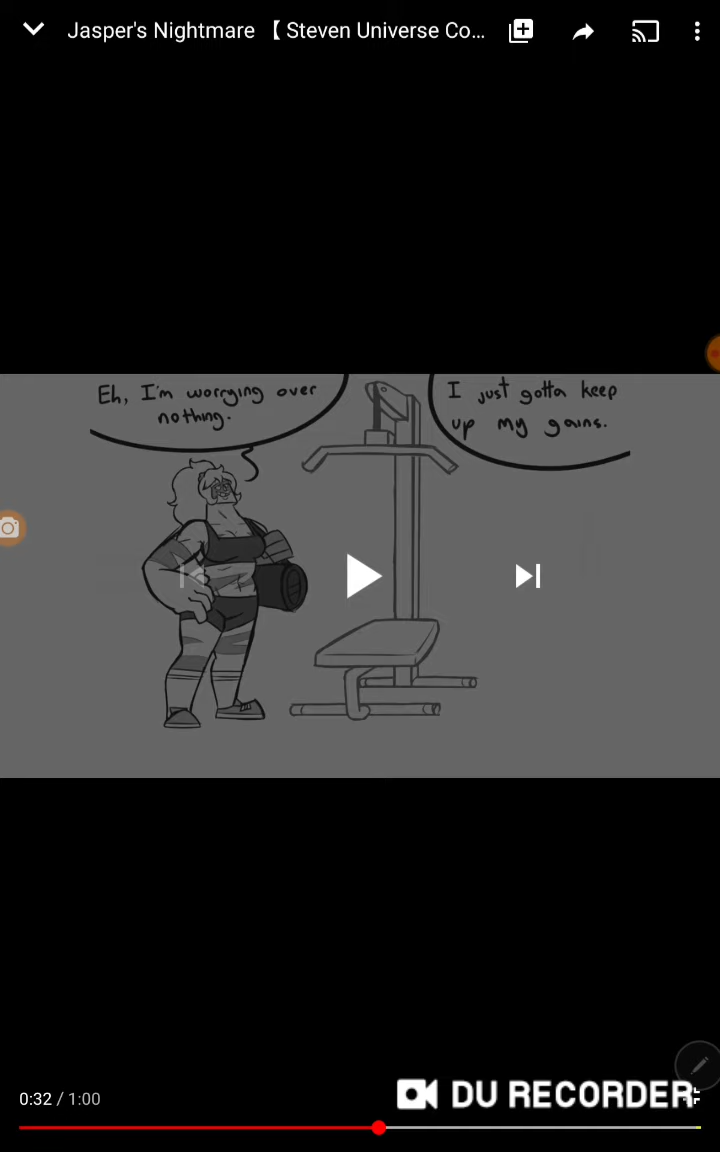 Jasper's Nightmare 【 Steven Universe Co...
Eh, I'm worrying over
nothing.
I just gotta keep
up my gains.
0:32 / 1:00
DU RECORDER